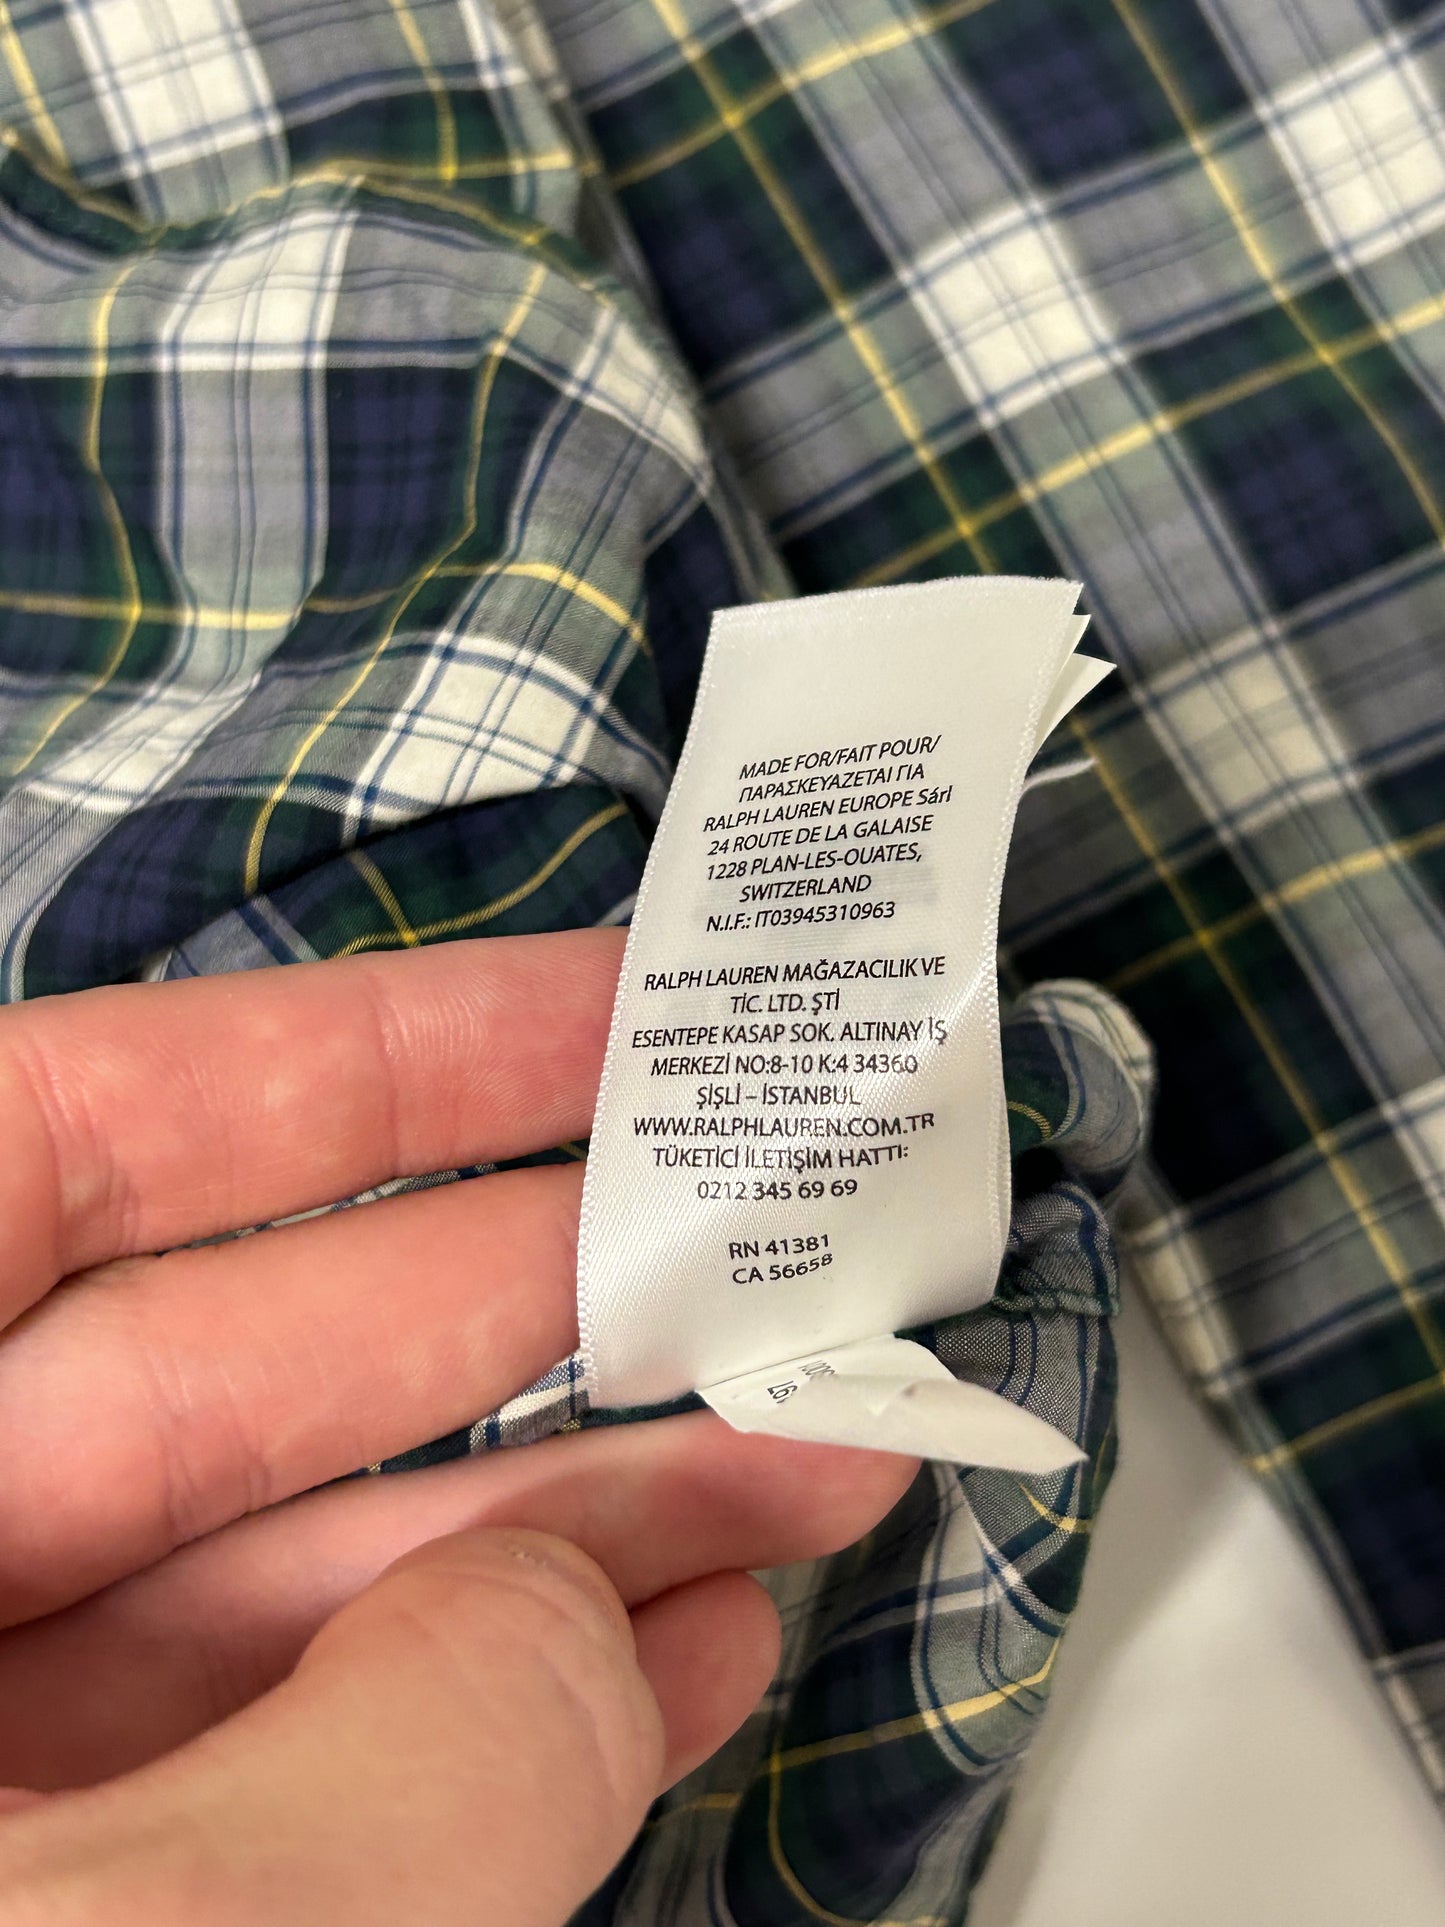 MADE FOR/FAIT POUR/
ΠΑΡΑΣΚΕΥΑΖΕΤΑΙ ΓΙΑ
RALPH LAUREN EUROPE Sárl
24 ROUTE DE LA GALAISE
1228 PLAN-LES-OUATES,
SWITZERLAND
N.I.F.: IT03945310963
RALPH LAUREN MAĞAZACILIK VE
TİC. LTD. ŞTİ
ESENTEPE KASAP SOK. ALTINAY İŞ
MERKEZİ NO:8-10 K:4 34360
ŞİŞLİ – İSTANBUL
WWW.RALPHLAUREN.COM.TR
TÜKETİCİ İLETİŞİM HATTI:
0212 345 69 69
RN 41381
CA 56658